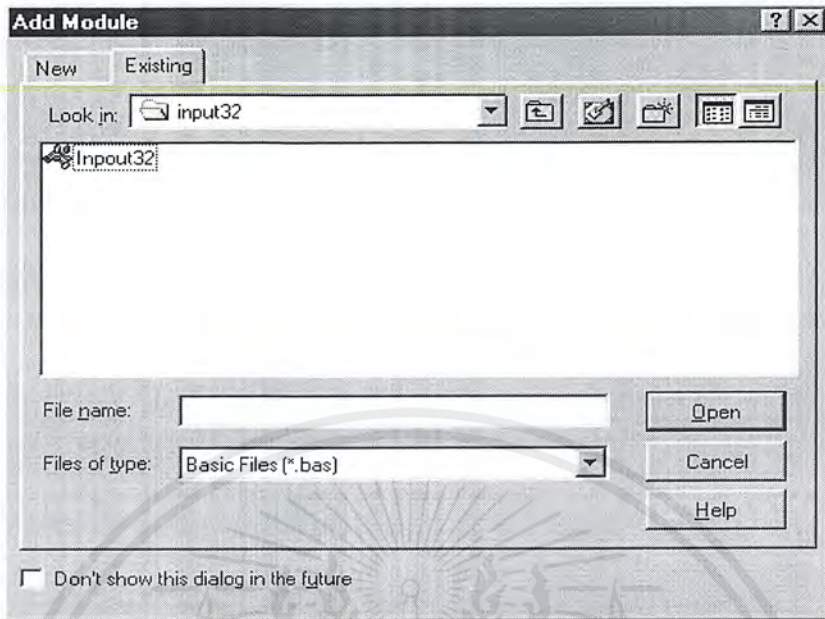 Add Module
New Existing
Look in: input32
Inpout32
File name:
Open
Files of type: Basic Files (*.bas)
Cancel
Help
Don't show this dialog in the future